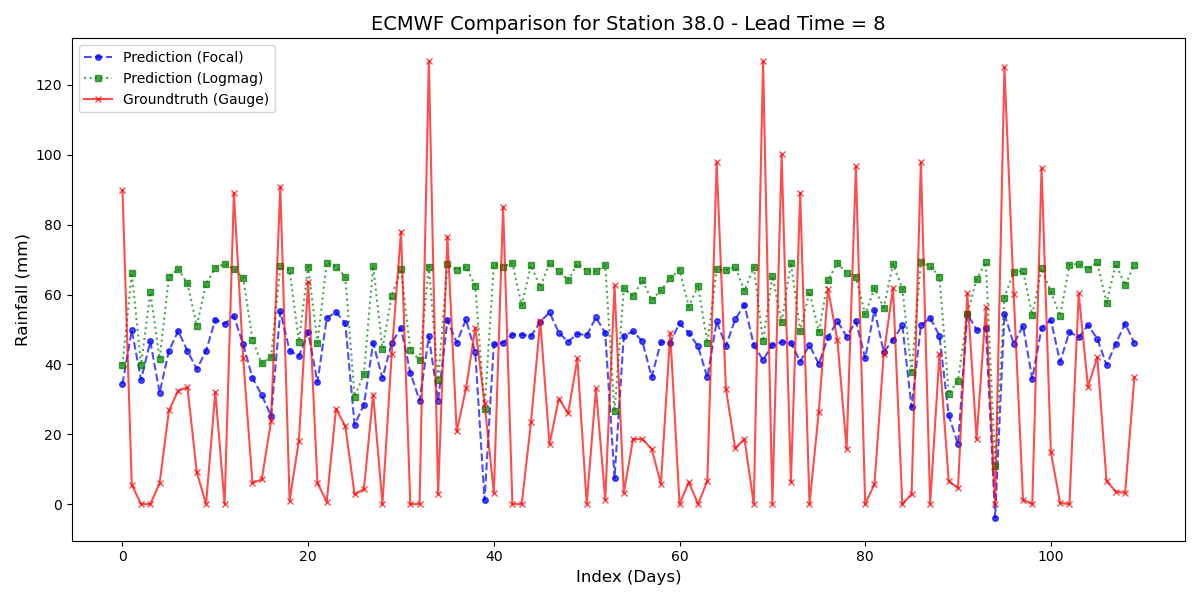 ECMWF Comparison for Station 38.0 - Lead Time = 8
Prediction (Focal)
Prediction (Logmag)
Groundtruth (Gauge)
Rainfall (mm)
120
100
80
60
40
20
0
0 20 40 60 80 100
Index (Days)